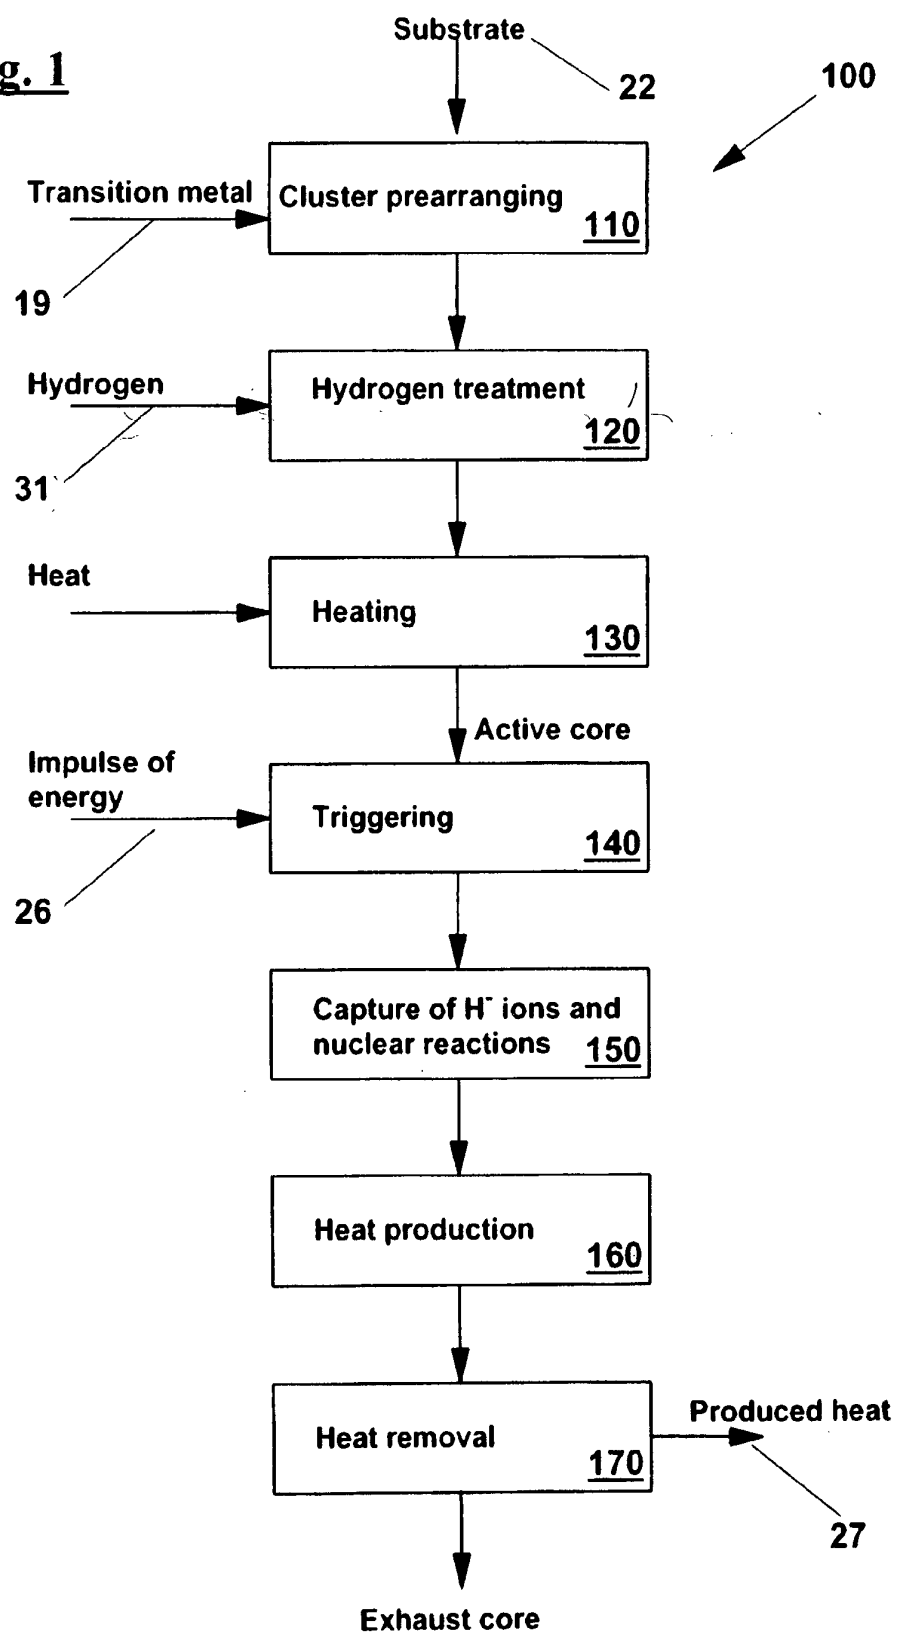 g. 1
Substrate
22
100
Transition metal
Cluster prearranging
110
19
Hydrogen
Hydrogen treatment
120
31
Heat
Heating
130
Active core
Impulse of
energy
Triggering
140
26
Capture of H⁻ ions and
nuclear reactions 150
Heat production
160
Produced heat
Heat removal
170
27
Exhaust core